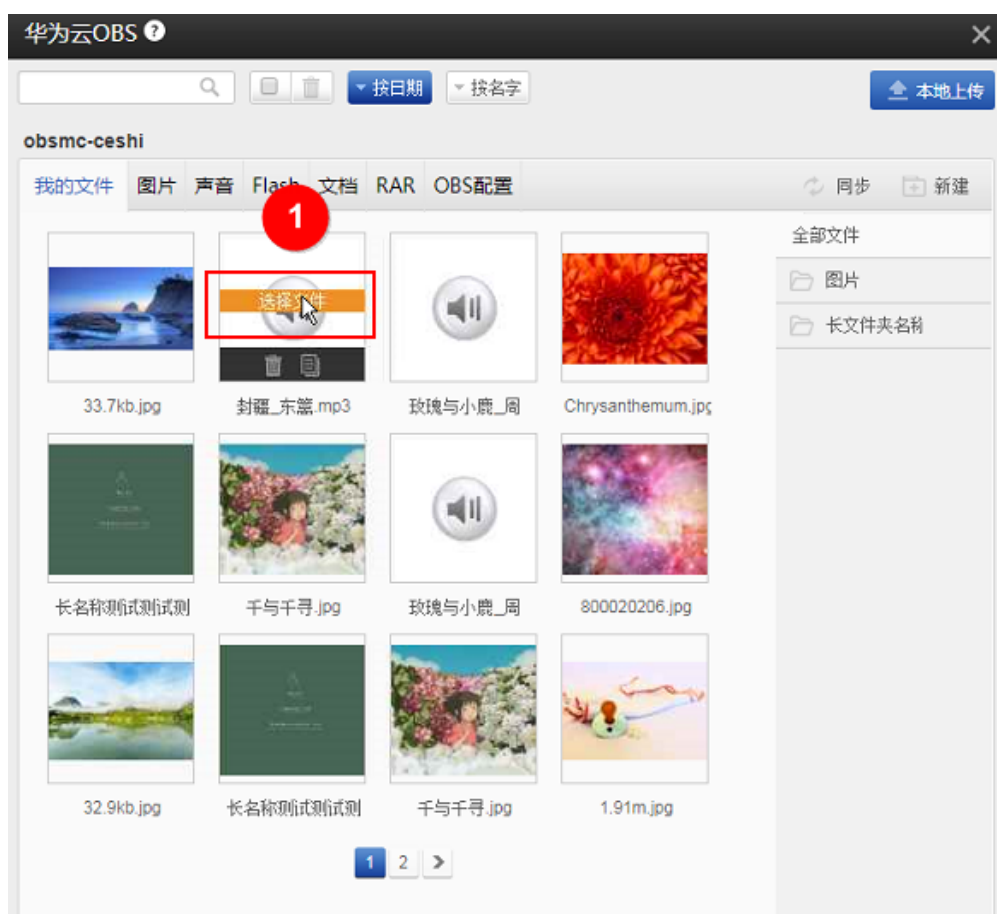 华为云OBS ?
按日期 按名字 本地上传
obsmc-ceshi
我的文件 图片 声音 Flash 文档 RAR OBS配置 同步 新建
1
全部文件
图片
长文件夹名称
选择文件
33.7kb.jpg 封疆_东篱.mp3 玫瑰与小鹿_周 Chrysanthemum.jpg
长名称测试测试测 千与千寻.jpg 玫瑰与小鹿_周 800020206.jpg
32.9kb.jpg 长名称测试测试测 千与千寻.jpg 1.91m.jpg
1 2 >